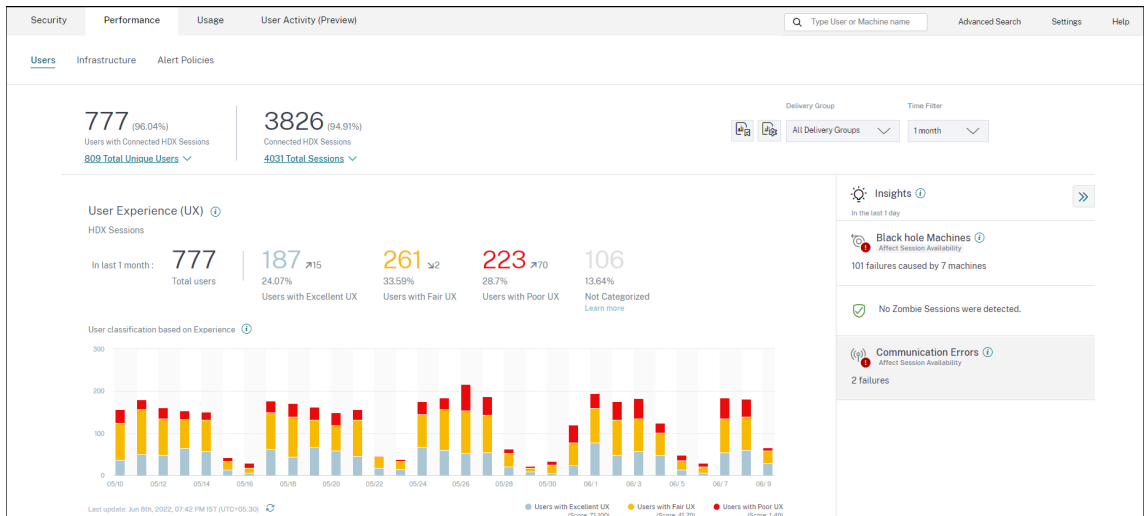 Security Performance Usage User Activity (Preview) Type User or Machine name Advanced Search Settings Help
Users Infrastructure Alert Policies
777 (96.04%)
Users with Connected HDX Sessions
809 Total Unique Users
3826 (94.91%)
Connected HDX Sessions
4031 Total Sessions
Delivery Group
All Delivery Groups
Time Filter
1 month
User Experience (UX)
HDX Sessions
In last 1 month :
777
Total users
187 15
24.07%
Users with Excellent UX
261 2
33.59%
Users with Fair UX
223 70
28.7%
Users with Poor UX
106
13.64%
Not Categorized
Learn more
User classification based on Experience
300
200
100
0
05/10 05/12 05/14 05/16 05/18 05/20 05/22 05/24 05/26 05/28 05/30 06/1 06/3 06/5 06/7 06/9
Last update: Jun 8th, 2022, 07:42 PM IST (UTC+05:30)
Users with Excellent UX Users with Fair UX Users with Poor UX
(Score: 71-100) (Score: 41-70) (Score: 1-40)
Insights
In the last 1 day
Black hole Machines
Affect Session Availability
101 failures caused by 7 machines
No Zombie Sessions were detected.
Communication Errors
Affect Session Availability
2 failures